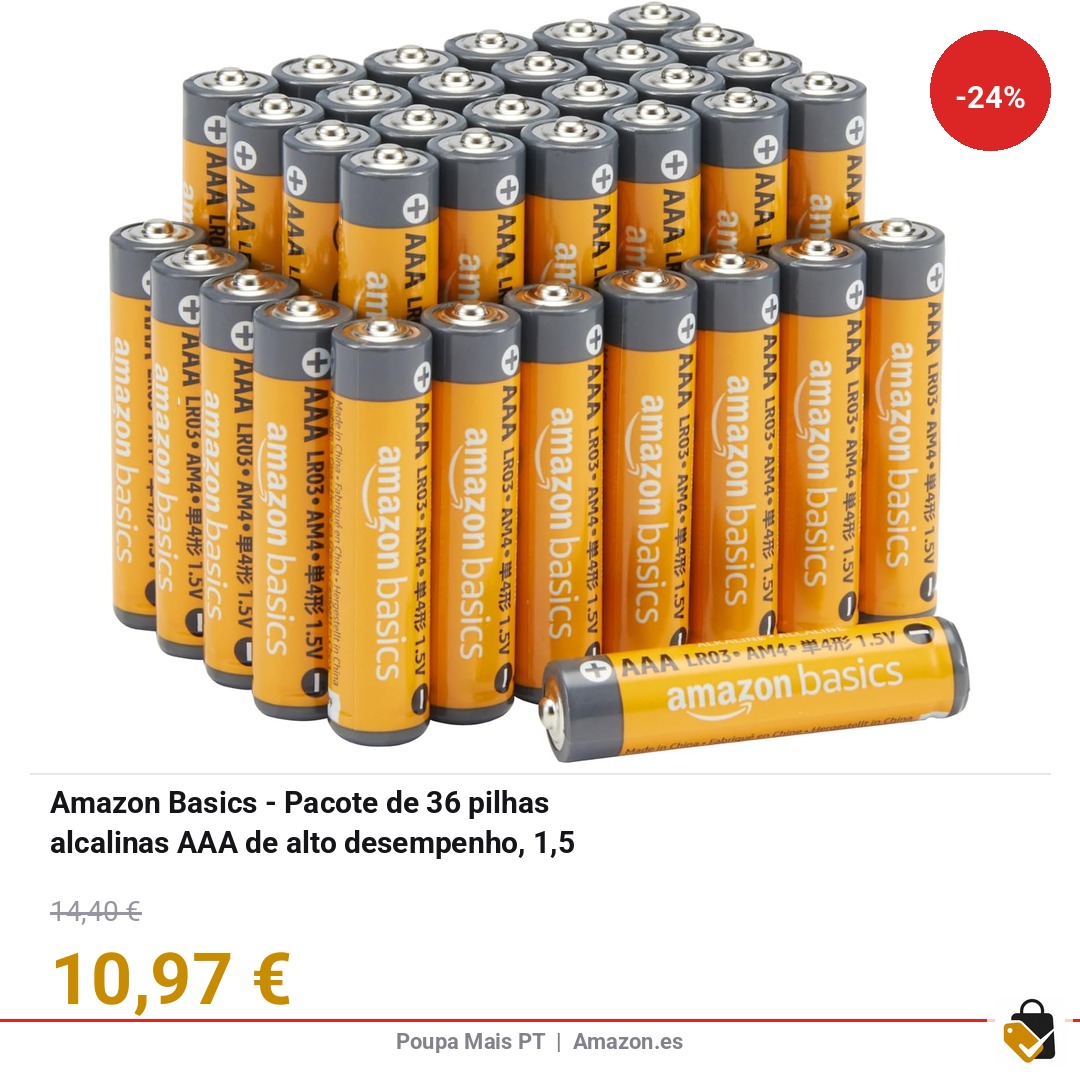 -24%
AAA LR03• AM4• 単4形 1.5V
amazon basics
Made in China • Fabriqué en Chine • Hergestellt in China
Amazon Basics - Pacote de 36 pilhas
alcalinas AAA de alto desempenho, 1,5
14,40 €
10,97 €
Poupa Mais PT | Amazon.es